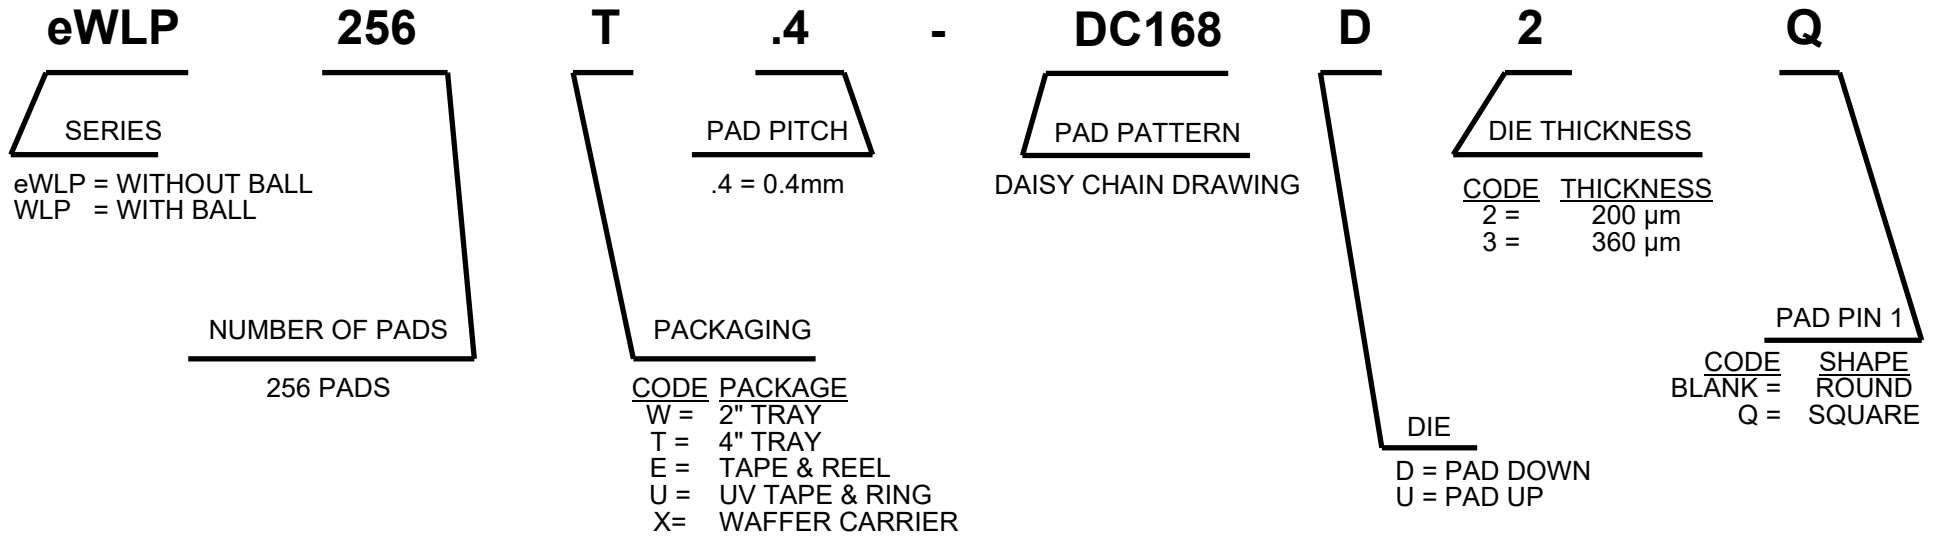 eWLP 256 T .4 - DC168 D 2 Q
SERIES
eWLP = WITHOUT BALL
WLP = WITH BALL
NUMBER OF PADS
256 PADS
PACKAGING
CODE PACKAGE
W = 2" TRAY
T = 4" TRAY
E = TAPE & REEL
U = UV TAPE & RING
X= WAFFER CARRIER
PAD PITCH
.4 = 0.4mm
PAD PATTERN
DAISY CHAIN DRAWING
DIE
D = PAD DOWN
U = PAD UP
DIE THICKNESS
CODE THICKNESS
2 = 200 µm
3 = 360 µm
PAD PIN 1
CODE SHAPE
BLANK = ROUND
Q = SQUARE